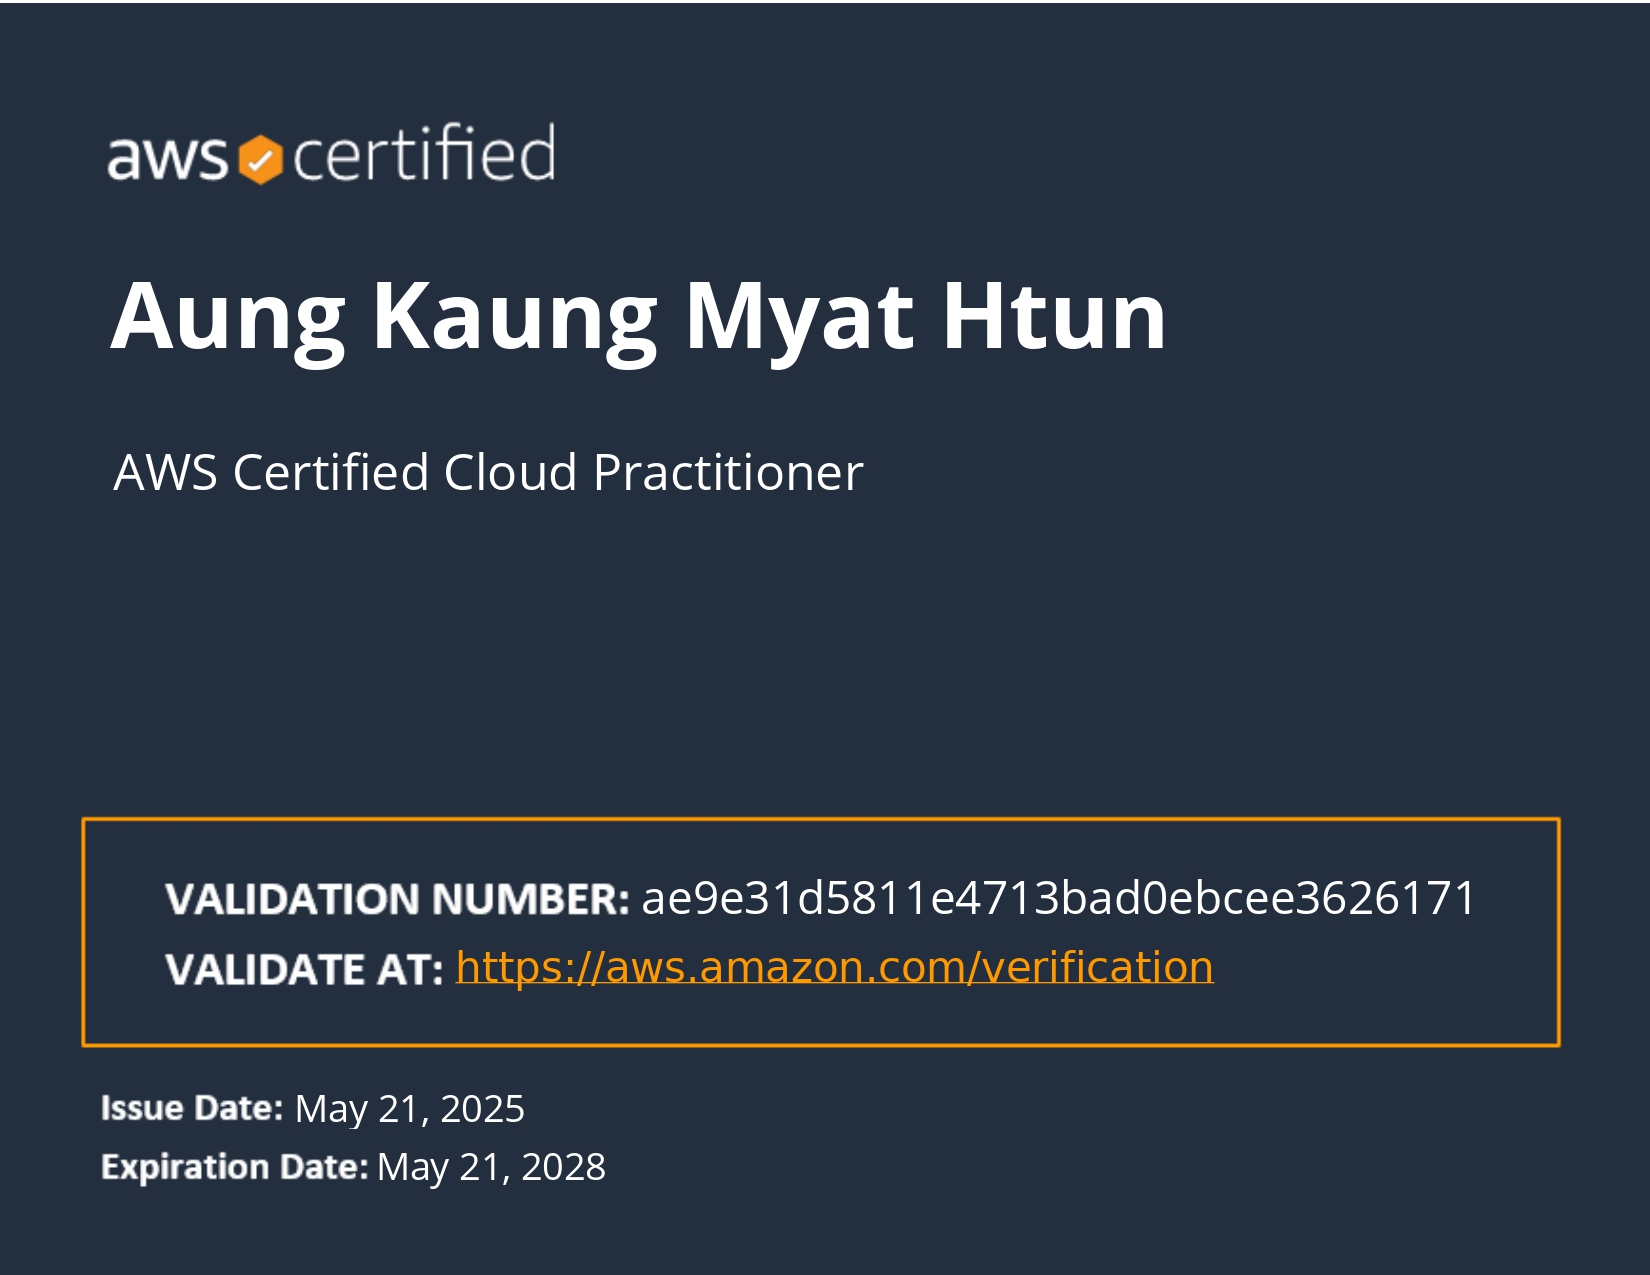 aws certified
Aung Kaung Myat Htun
AWS Certified Cloud Practitioner
VALIDATION NUMBER: ae9e31d5811e4713bad0ebcee3626171
VALIDATE AT: https://aws.amazon.com/verification
Issue Date: May 21, 2025
Expiration Date: May 21, 2028